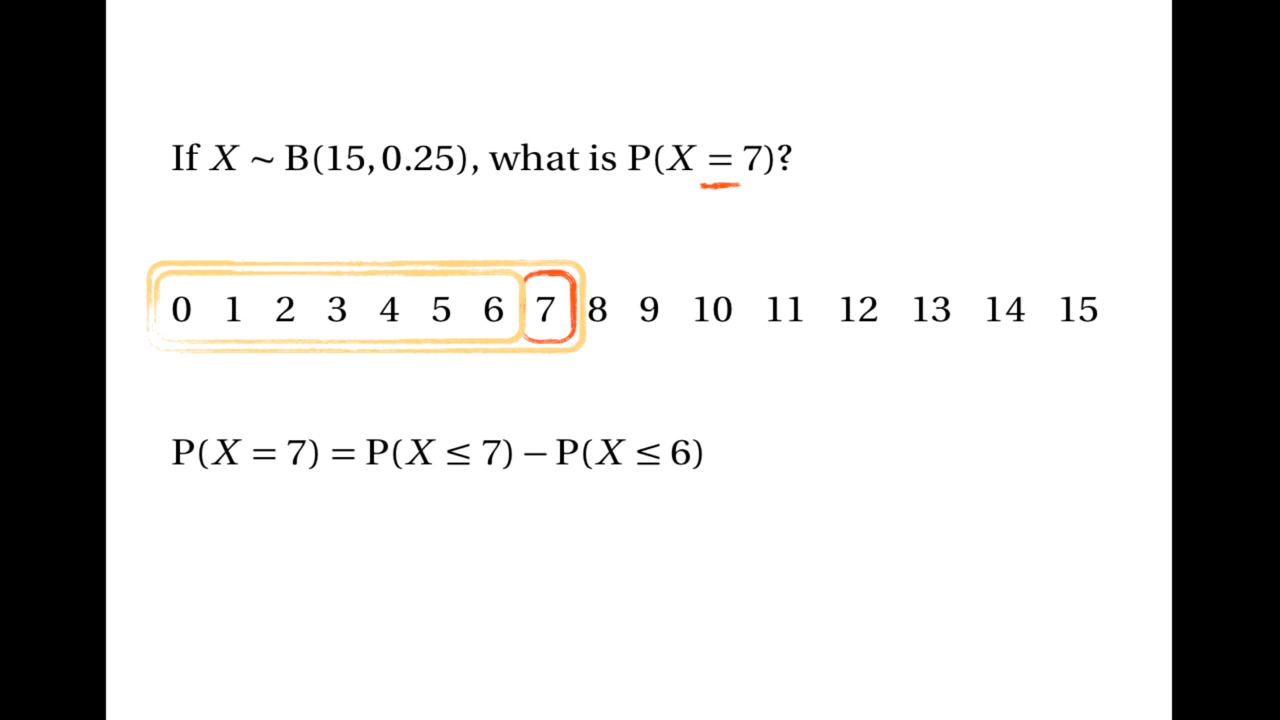 If X ~ B(15,0.25), what is P(X = 7)?
0 1 2 3 4 5 6 7 8 9 10 11 12 13 14 15
P(X = 7) = P(X ≤ 7) − P(X ≤ 6)